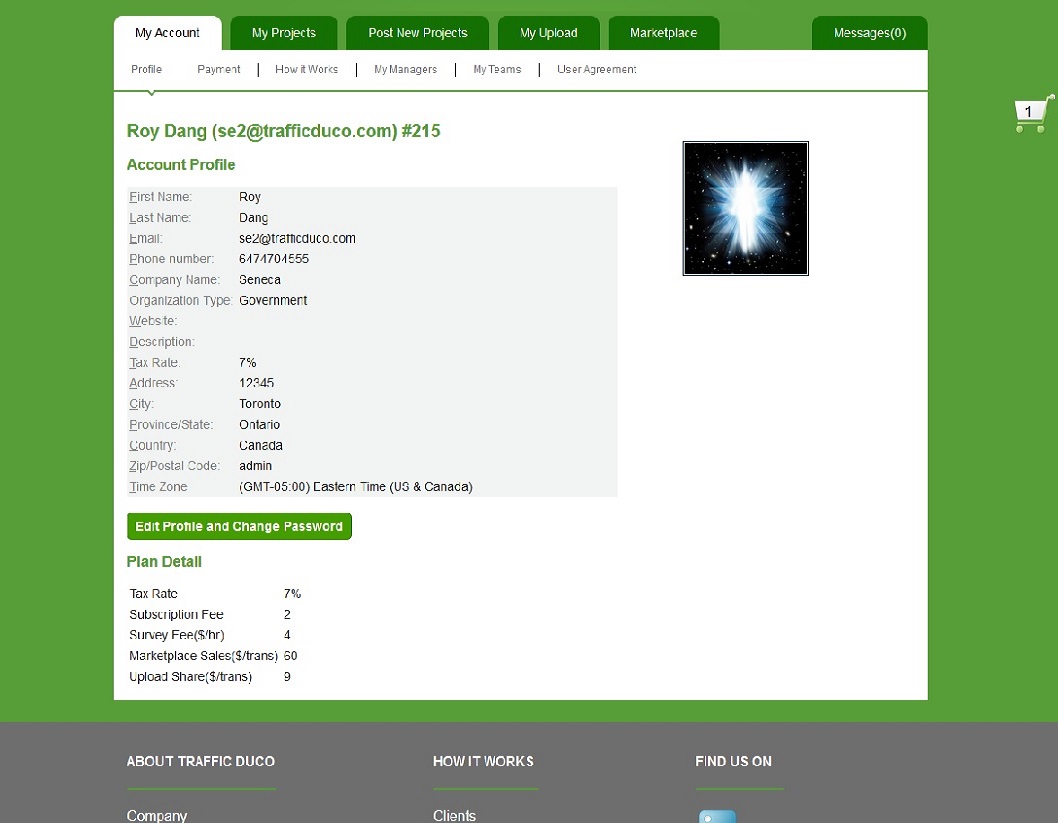 My Account My Projects Post New Projects My Upload Marketplace Messages(0)
Profile Payment How it Works My Managers My Teams User Agreement
1
Roy Dang (se2@trafficduco.com) #215
Account Profile
First Name: Roy
Last Name: Dang
Email: se2@trafficduco.com
Phone number: 6474704555
Company Name: Seneca
Organization Type: Government
Website:
Description:
Tax Rate: 7%
Address: 12345
City: Toronto
Province/State: Ontario
Country: Canada
Zip/Postal Code: admin
Time Zone (GMT-05:00) Eastern Time (US & Canada)
Edit Profile and Change Password
Plan Detail
Tax Rate 7%
Subscription Fee 2
Survey Fee($/hr) 4
Marketplace Sales($/trans) 60
Upload Share($/trans) 9
ABOUT TRAFFIC DUCO HOW IT WORKS FIND US ON
Company Clients